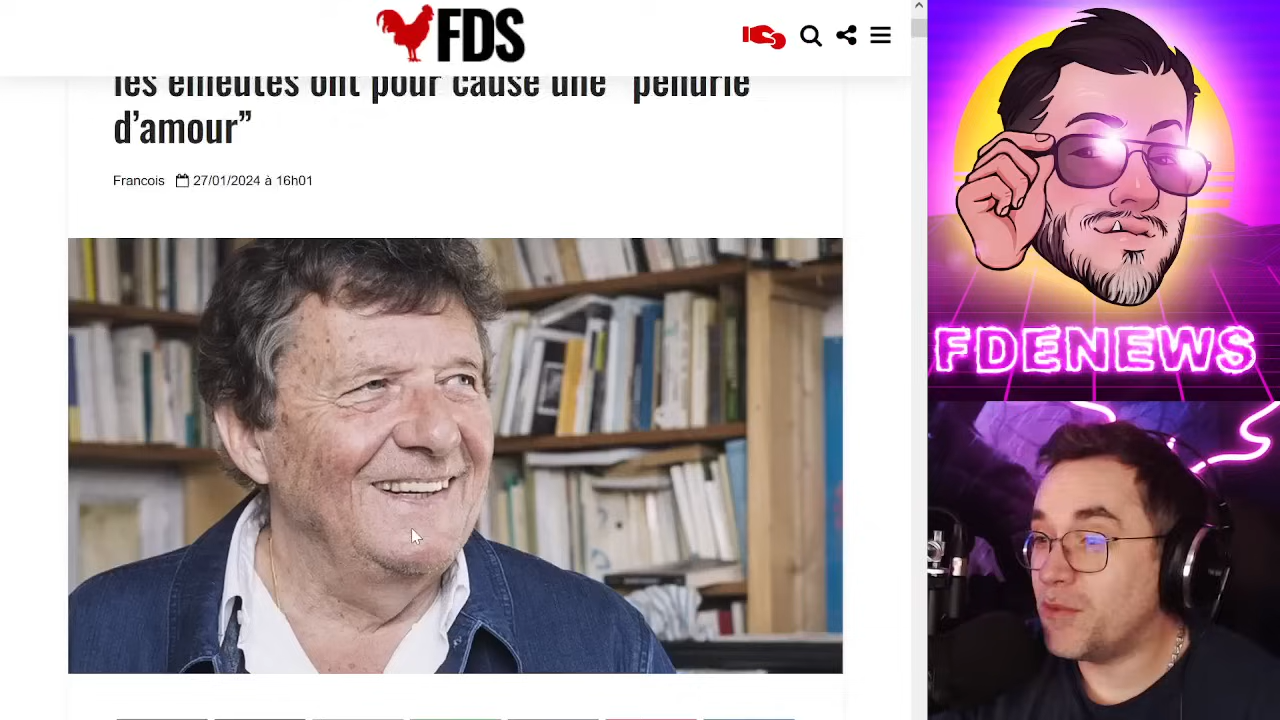 FDS
les émeutes ont pour cause une “pénurie
d’amour”
Francois 27/01/2024 à 16h01
FDENEWS